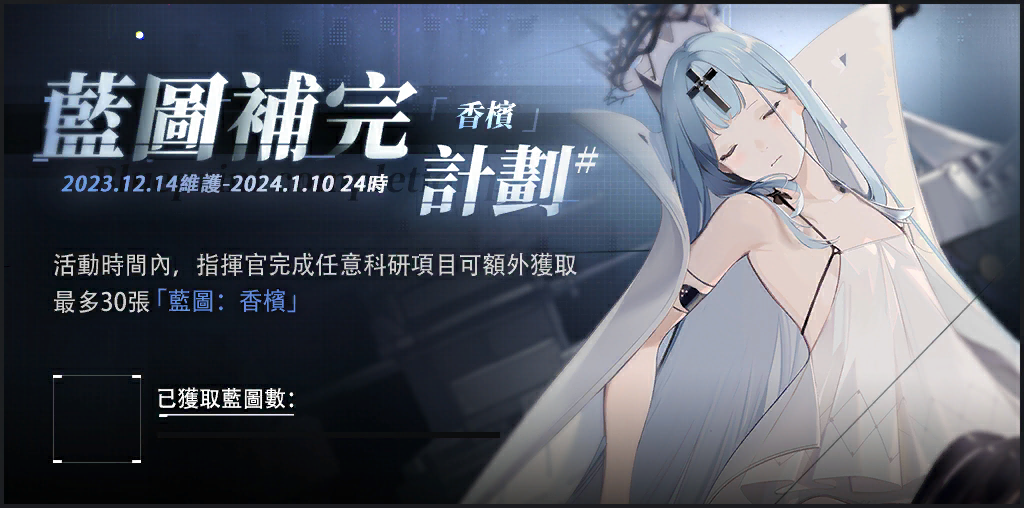 藍圖補完「香檳」
計劃#
2023.12.14維護-2024.1.10 24時
活動時間內，指揮官完成任意科研項目可額外獲取
最多30張「藍圖：香檳」
已獲取藍圖數：